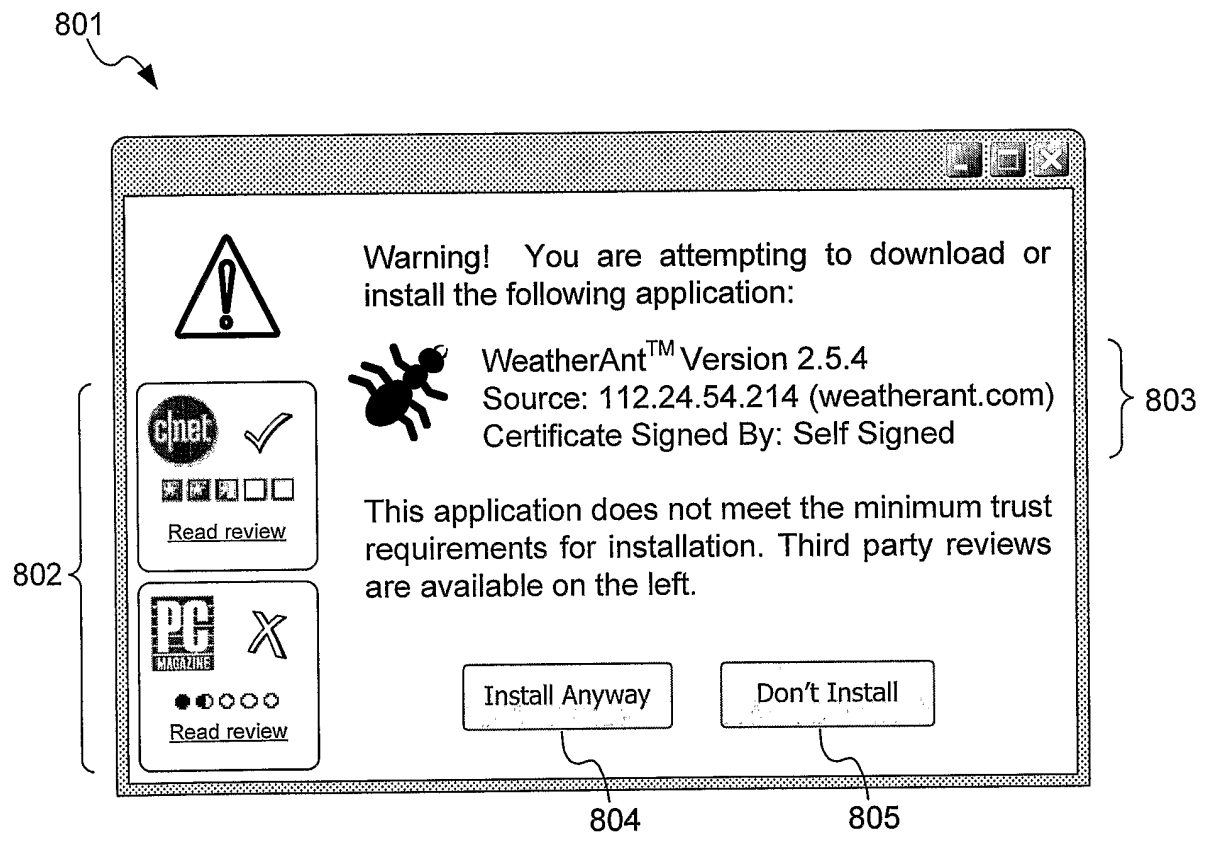 801
Warning! You are attempting to download or
install the following application:
WeatherAnt™ Version 2.5.4
Source: 112.24.54.214 (weatherant.com)
Certificate Signed By: Self Signed
803
This application does not meet the minimum trust
requirements for installation. Third party reviews
are available on the left.
802
c|net
Read review
PC
MAGAZINE
Read review
Install Anyway
Don't Install
804
805